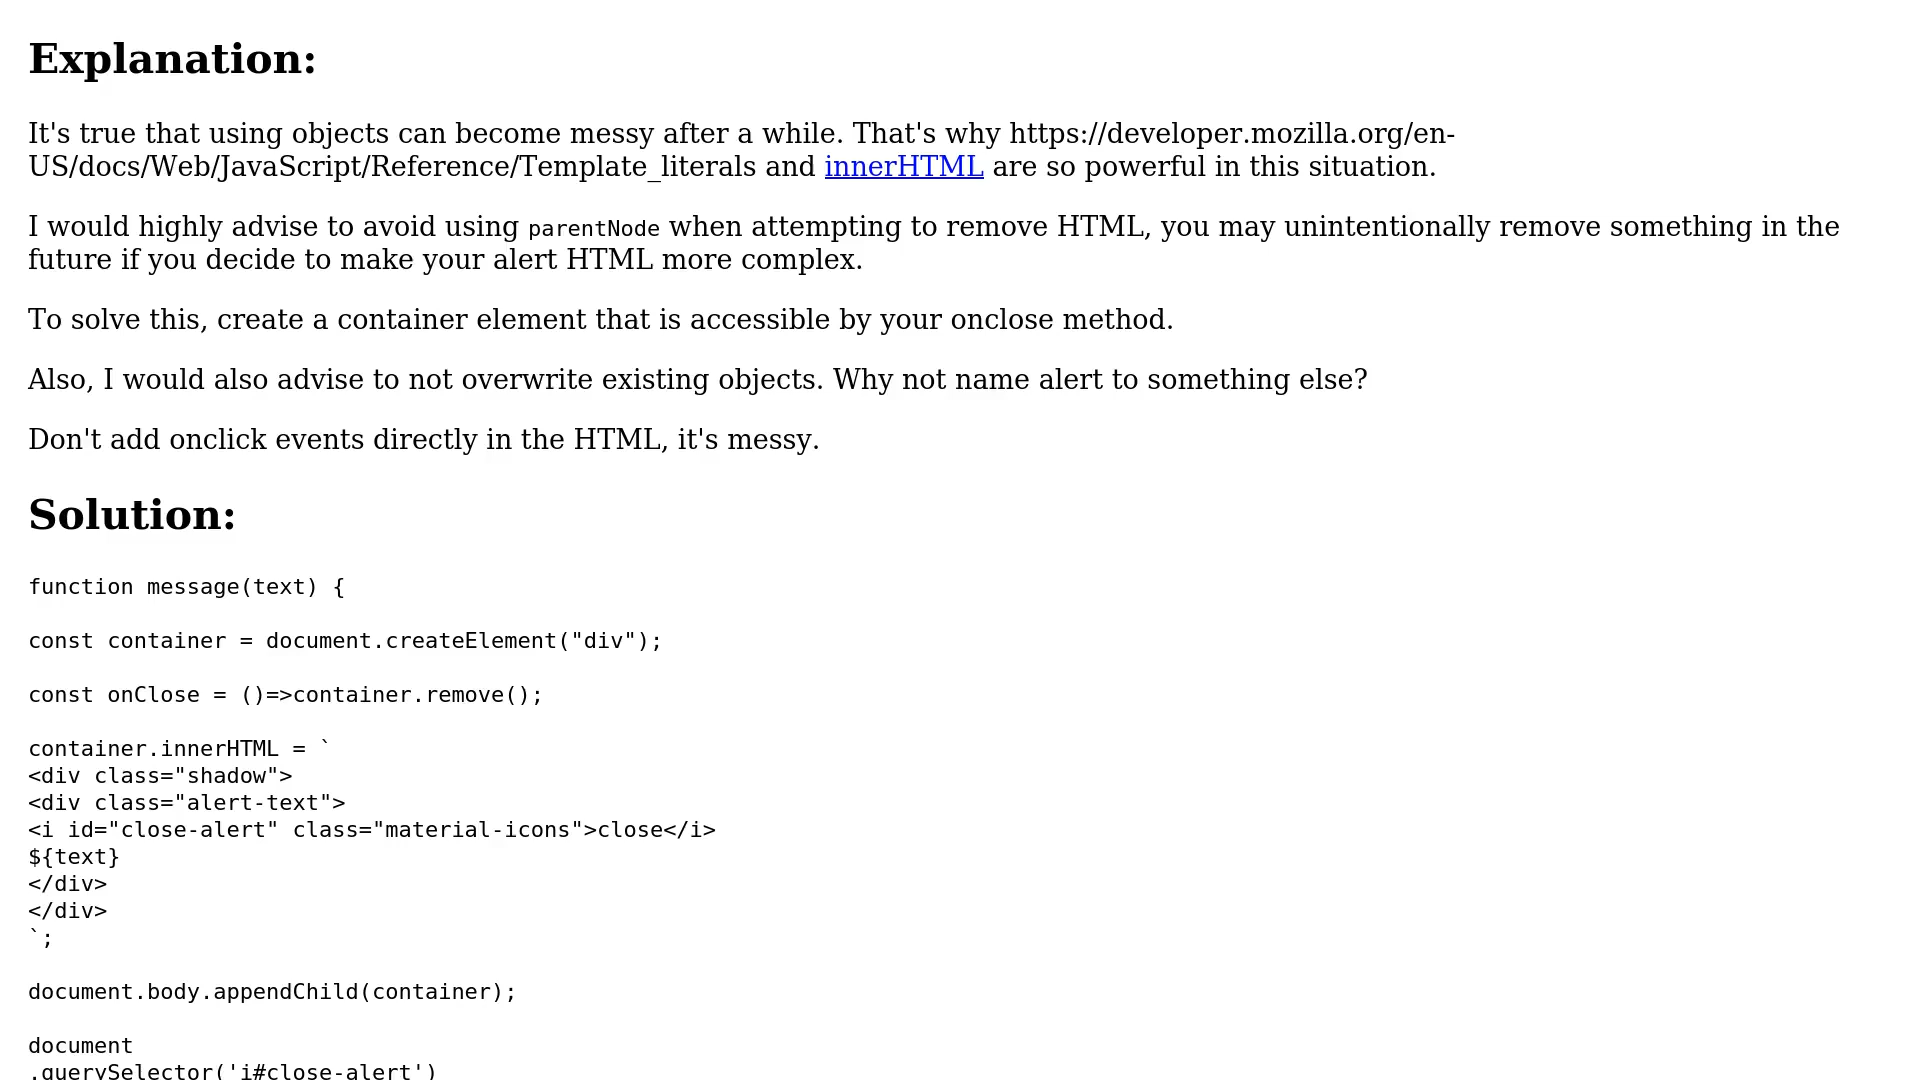 Explanation:
It's true that using objects can become messy after a while. That's why https://developer.mozilla.org/en-
US/docs/Web/JavaScript/Reference/Template_literals and innerHTML are so powerful in this situation.
I would highly advise to avoid using parentNode when attempting to remove HTML, you may unintentionally remove something in the
future if you decide to make your alert HTML more complex.
To solve this, create a container element that is accessible by your onclose method.
Also, I would also advise to not overwrite existing objects. Why not name alert to something else?
Don't add onclick events directly in the HTML, it's messy.
Solution:
function message(text) {
const container = document.createElement("div");
const onClose = ()=>container.remove();
container.innerHTML = `
<div class="shadow">
<div class="alert-text">
<i id="close-alert" class="material-icons">close</i>
${text}
</div>
</div>
`;
document.body.appendChild(container);
document
.querySelector('i#close-alert')